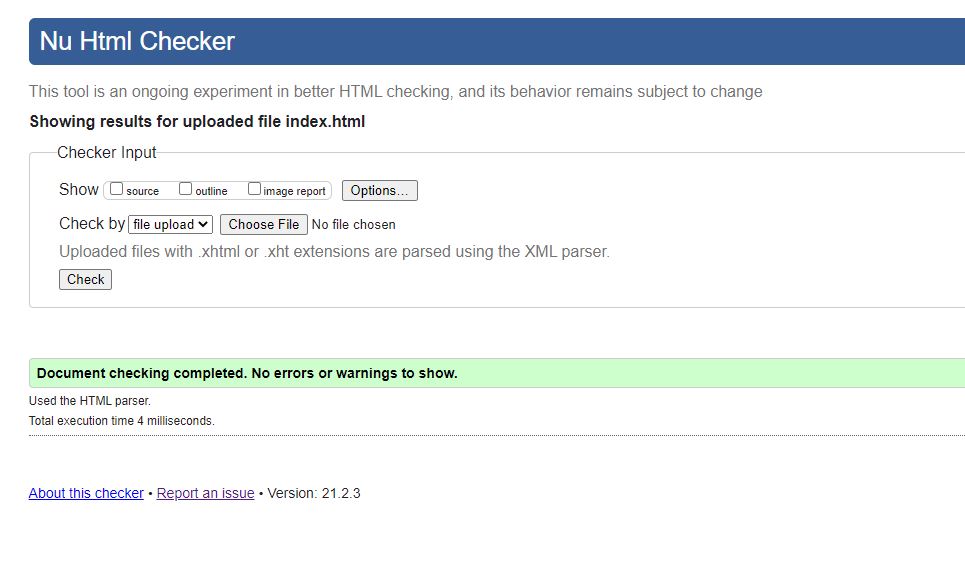 Nu Html Checker
This tool is an ongoing experiment in better HTML checking, and its behavior remains subject to change
Showing results for uploaded file index.html
Checker Input
Show source outline image report Options...
Check by file upload Choose File No file chosen
Uploaded files with .xhtml or .xht extensions are parsed using the XML parser.
Check
Document checking completed. No errors or warnings to show.
Used the HTML parser.
Total execution time 4 milliseconds.
About this checker • Report an issue • Version: 21.2.3